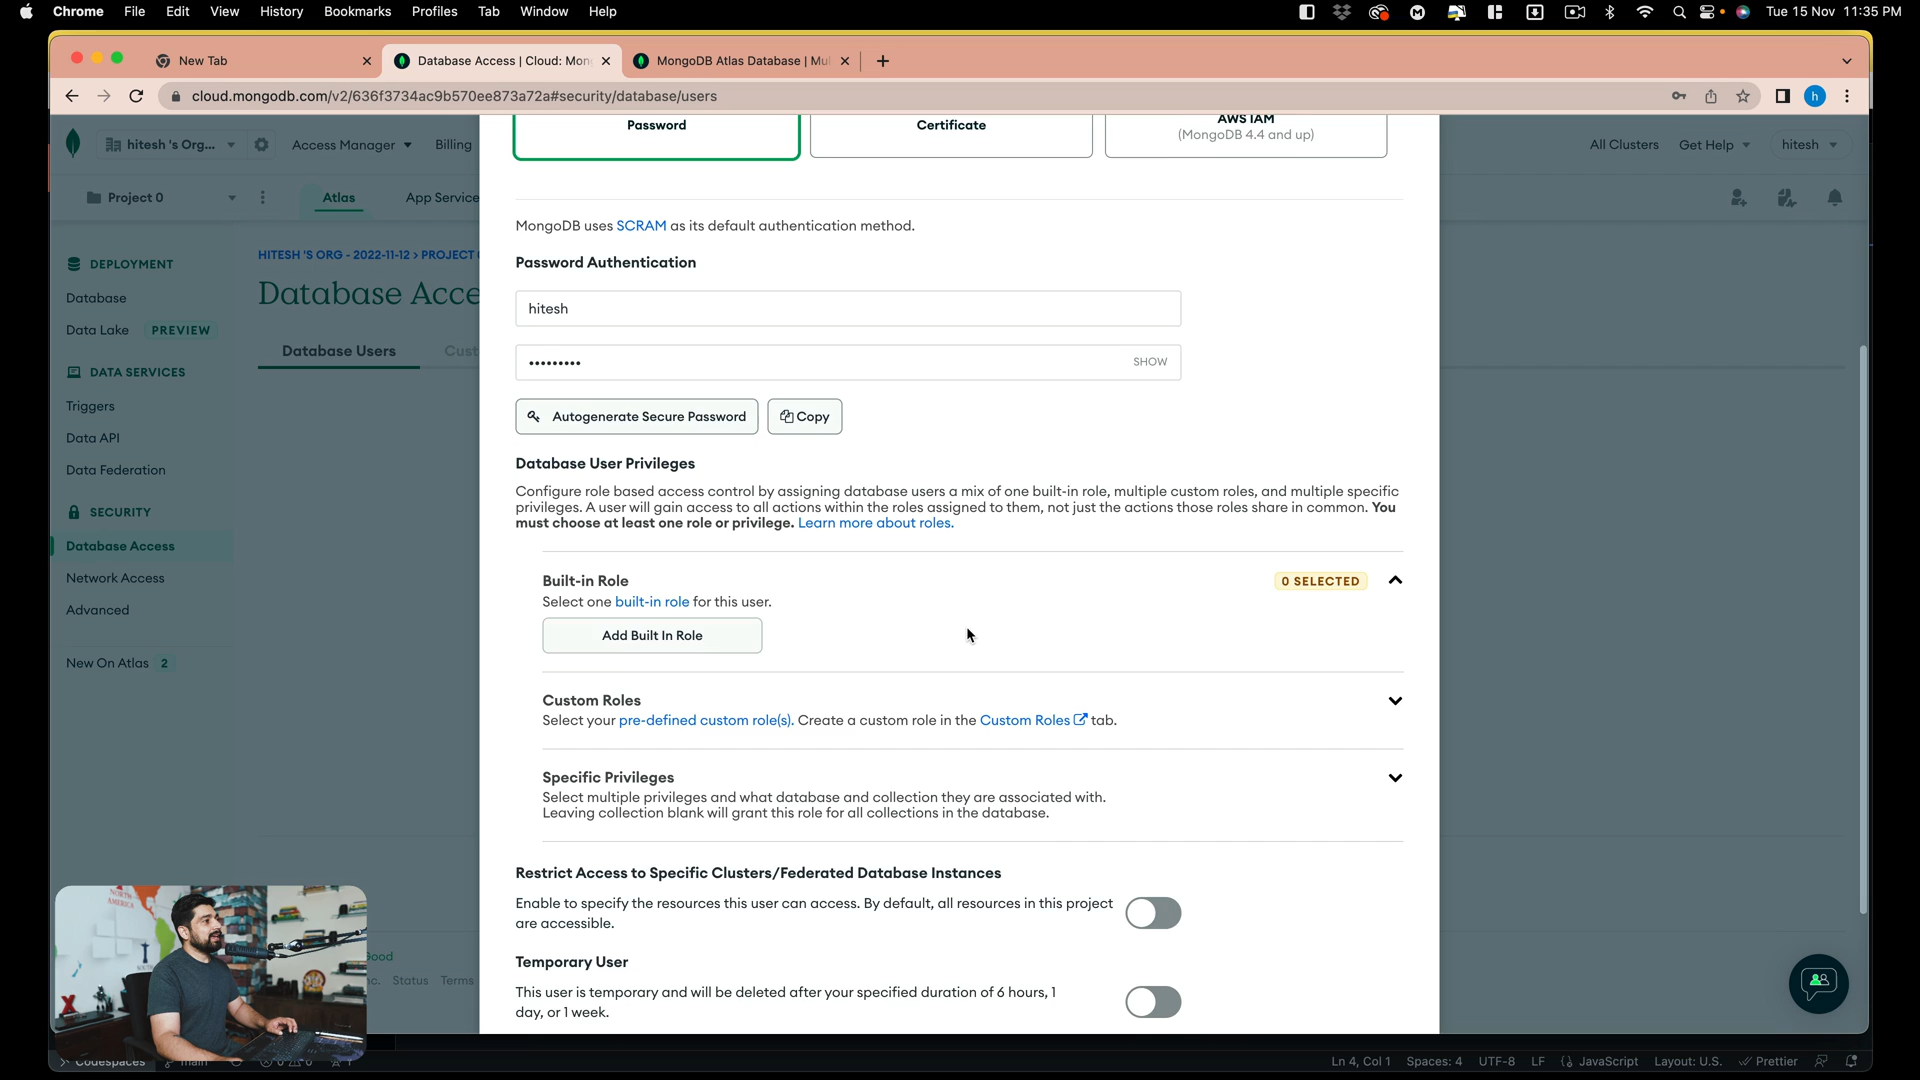 Chrome File Edit View History Bookmarks Profiles Tab Window Help Tue 15 Nov 11:35 PM
New Tab Database Access | Cloud: Mon MongoDB Atlas Database | Mul
cloud.mongodb.com/v2/636f3734ac9b570ee873a72a#security/database/users h
Password Certificate AWS IAM
(MongoDB 4.4 and up)
hitesh 's Org... Access Manager Billing All Clusters Get Help hitesh
Project 0 Atlas App Service
MongoDB uses SCRAM as its default authentication method.
HITESH 'S ORG - 2022-11-12 > PROJECT
Database Acce
Database Users Cust
DEPLOYMENT
Database
Data Lake PREVIEW
DATA SERVICES
Triggers
Data API
Data Federation
SECURITY
Database Access
Network Access
Advanced
New On Atlas 2
Password Authentication
hitesh
••••••••• SHOW
Autogenerate Secure Password Copy
Database User Privileges
Configure role based access control by assigning database users a mix of one built-in role, multiple custom roles, and multiple specific
privileges. A user will gain access to all actions within the roles assigned to them, not just the actions those roles share in common. You
must choose at least one role or privilege. Learn more about roles.
Built-in Role 0 SELECTED
Select one built-in role for this user.
Add Built In Role
Custom Roles
Select your pre-defined custom role(s). Create a custom role in the Custom Roles tab.
Specific Privileges
Select multiple privileges and what database and collection they are associated with.
Leaving collection blank will grant this role for all collections in the database.
Restrict Access to Specific Clusters/Federated Database Instances
Enable to specify the resources this user can access. By default, all resources in this project
are accessible.
Temporary User
This user is temporary and will be deleted after your specified duration of 6 hours, 1
day, or 1 week.
NORTH
AMERICA
Good
Status Terms
Codespaces main Ln 4, Col 1 Spaces: 4 UTF-8 LF JavaScript Layout: U.S. Prettier